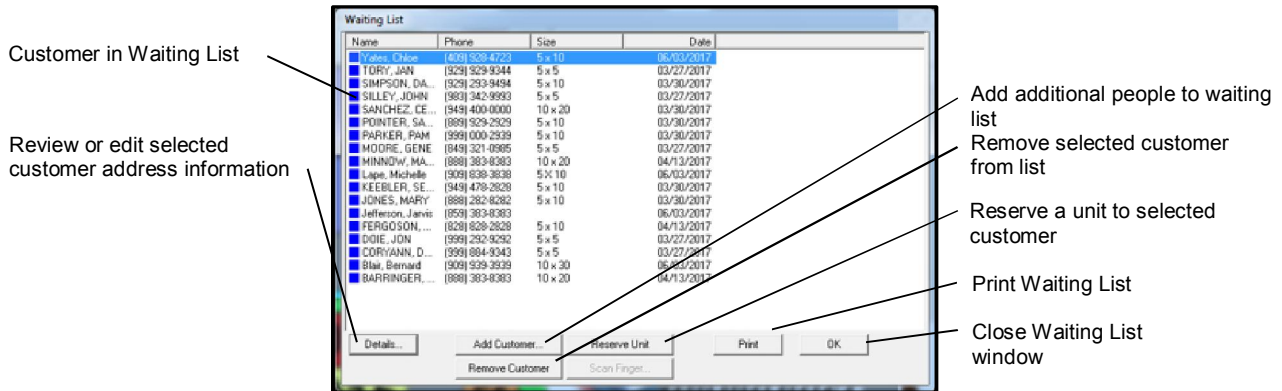 Waiting List
Name Phone Size Date
Yates, Chloe (409) 928-4723 5 x 10 06/03/2017
TORY, JAN (929) 929-9344 5 x 5 03/27/2017
SIMPSON, DA... (929) 293-9494 5 x 10 03/30/2017
SILLEY, JOHN (983) 342-9993 5 x 5 03/27/2017
SANCHEZ, CE... (949) 400-0000 10 x 20 03/30/2017
POINTER, SA... (889) 929-2929 5 x 10 03/30/2017
PARKER, PAM (999) 000-2939 5 x 10 03/30/2017
MOORE, GENE (849) 321-0985 5 x 5 03/27/2017
MINNOW, MA... (888) 383-8383 10 x 20 04/13/2017
Lape, Michelle (909) 838-3838 5 X 10 06/03/2017
KEEBLER, SE... (949) 478-2828 5 x 10 03/30/2017
JONES, MARY (888) 282-8282 5 x 10 03/30/2017
Jefferson, Jarvis (859) 383-8383 06/03/2017
FERGOSON, ... (828) 828-2828 5 x 10 04/13/2017
DOIE, JON (999) 292-9292 5 x 5 03/27/2017
CORYANN, D... (999) 884-9343 5 x 5 03/27/2017
Blair, Bernard (909) 939-3939 10 x 30 06/03/2017
BARRINGER, ... (888) 383-8383 10 x 20 04/13/2017
Details... Add Customer... Reserve Unit Print OK
Remove Customer Scan Finger...
Customer in Waiting List
Review or edit selected
customer address information
Add additional people to waiting
list
Remove selected customer
from list
Reserve a unit to selected
customer
Print Waiting List
Close Waiting List
window